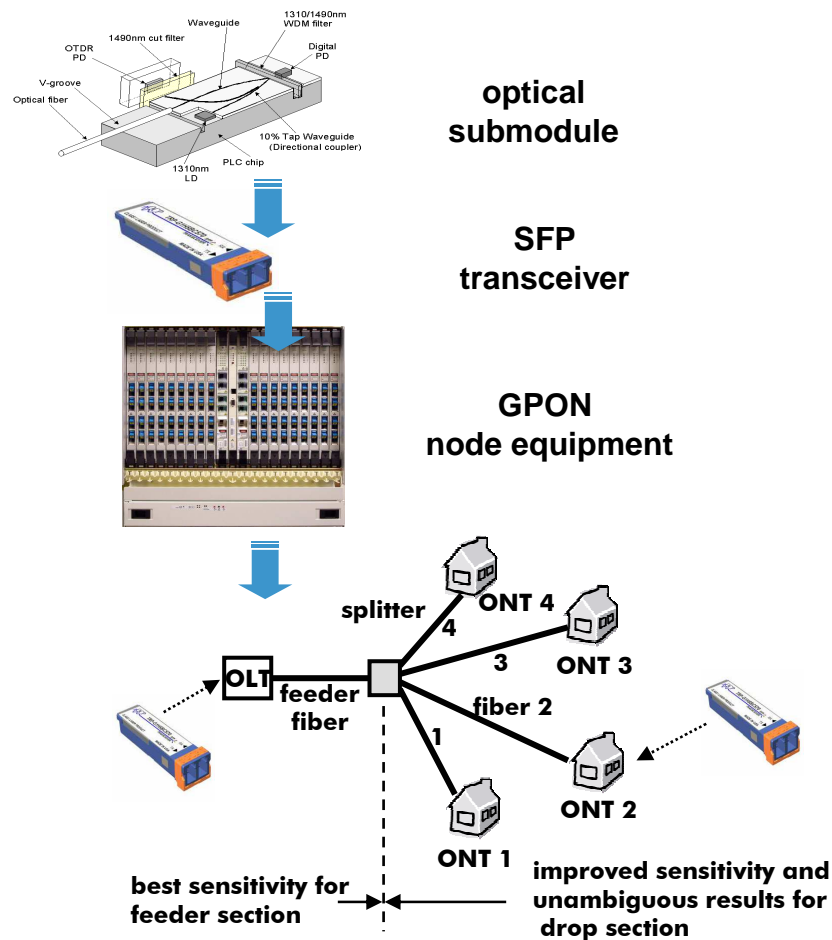 1310/1490nm
WDM filter
Waveguide
1490nm cut filter
OTDR
PD
Digital
PD
V-groove
Optical fiber
10% Tap Waveguide
(Directional coupler)
PLC chip
1310nm
LD
optical
submodule
SFP
transceiver
GPON
node equipment
splitter
ONT 4
4
3
ONT 3
OLT
feeder
fiber
fiber 2
1
ONT 2
ONT 1
best sensitivity for
feeder section
improved sensitivity and
unambiguous results for
drop section